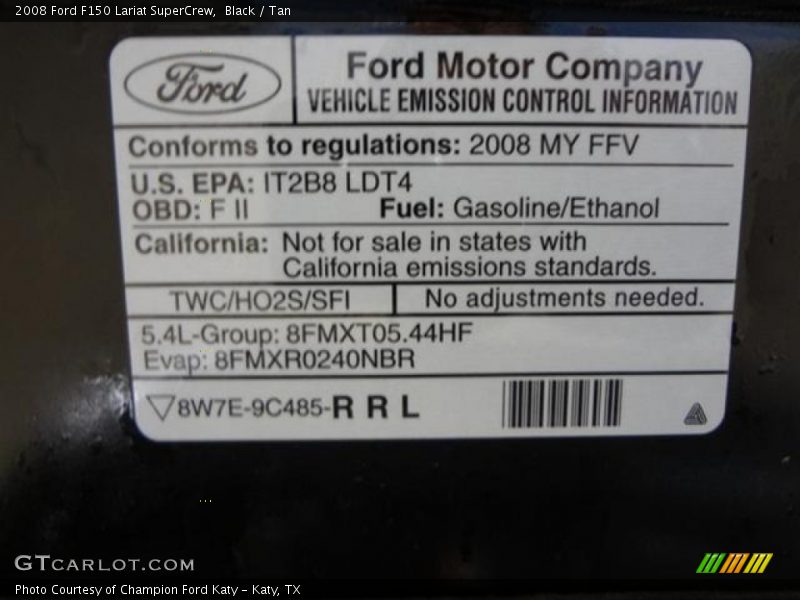 2008 Ford F150 Lariat SuperCrew,  Black / Tan
Ford
Ford Motor Company
VEHICLE EMISSION CONTROL INFORMATION
Conforms to regulations: 2008 MY FFV
U.S. EPA: IT2B8 LDT4
OBD: F II Fuel: Gasoline/Ethanol
California: Not for sale in states with
California emissions standards.
TWC/HO2S/SFI No adjustments needed.
5.4L-Group: 8FMXT05.44HF
Evap: 8FMXR0240NBR
8W7E-9C485-R R L
GTCARLOT.COM
Photo Courtesy of Champion Ford Katy – Katy, TX